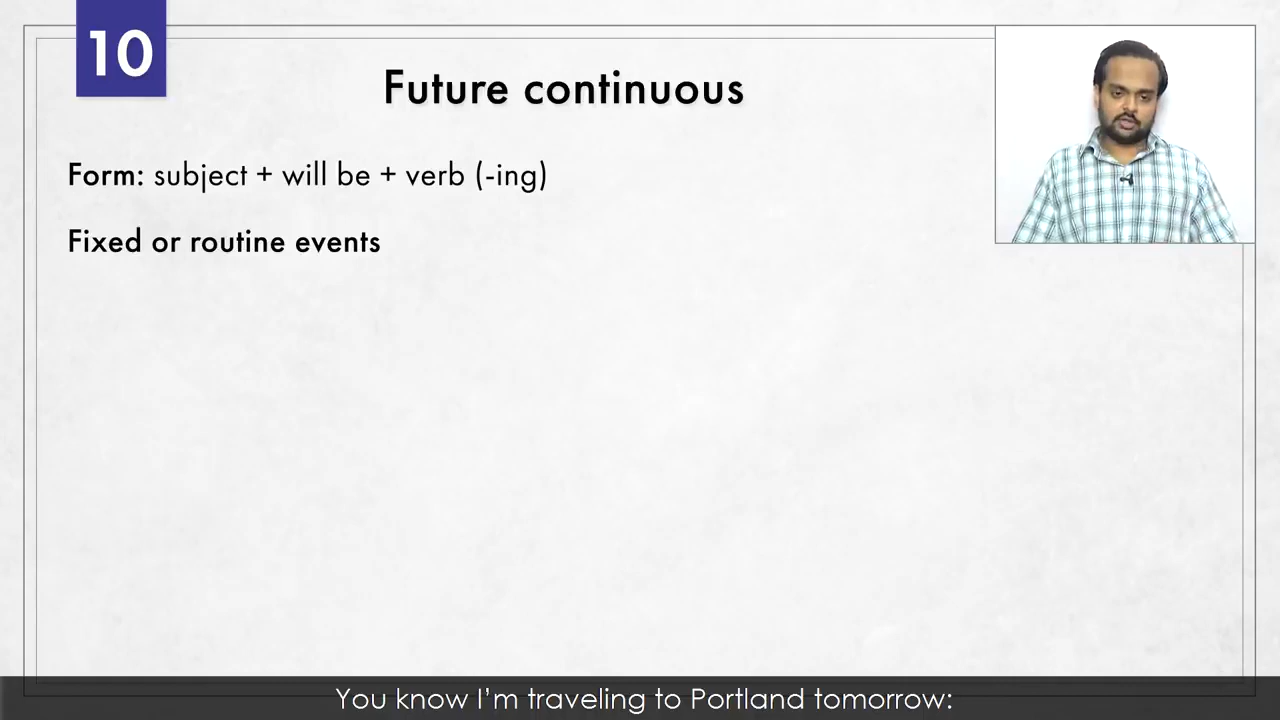 10
Future continuous
Form: subject + will be + verb (-ing)
Fixed or routine events
You know I’m traveling to Portland tomorrow: